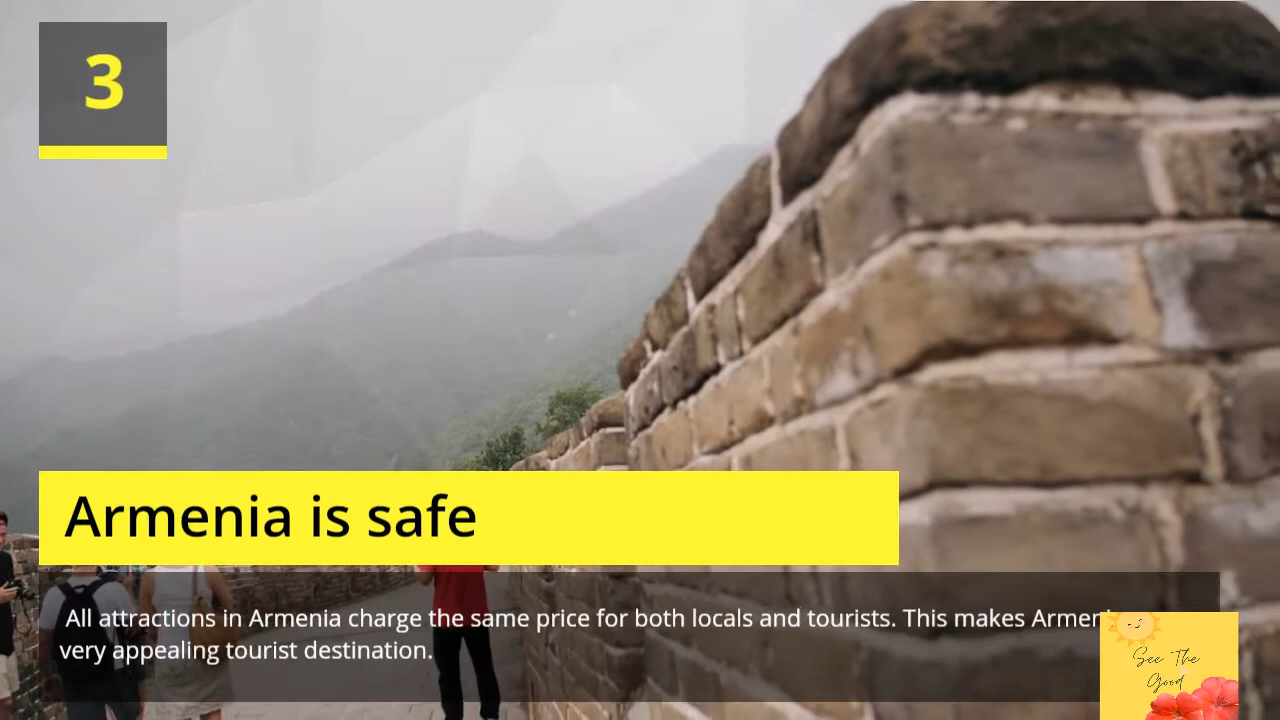 3
Armenia is safe
All attractions in Armenia charge the same price for both locals and tourists. This makes
very appealing tourist destination.
See The
Good